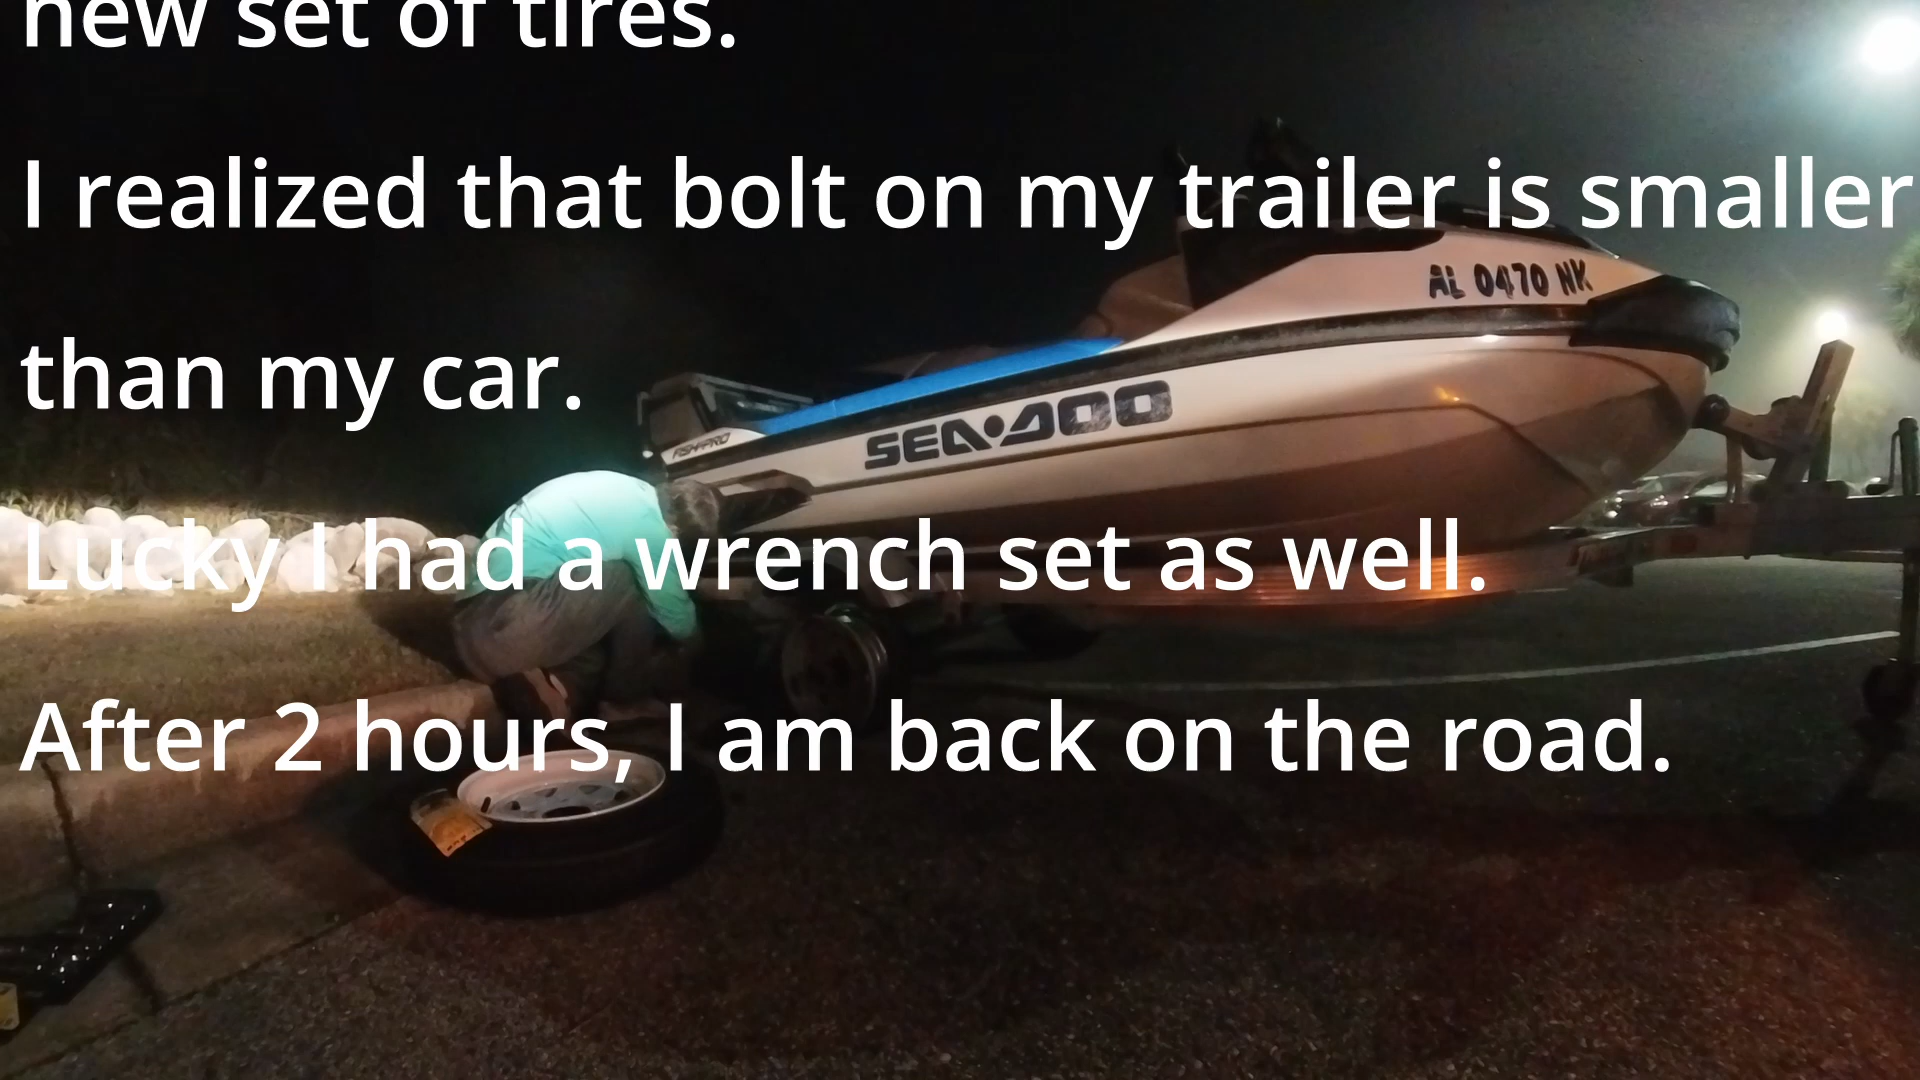 new set of tires.
I realized that bolt on my trailer is smaller
AL 0470 NK
than my car.
SEA-DOO
FISHPRO
Lucky I had a wrench set as well.
After 2 hours, I am back on the road.